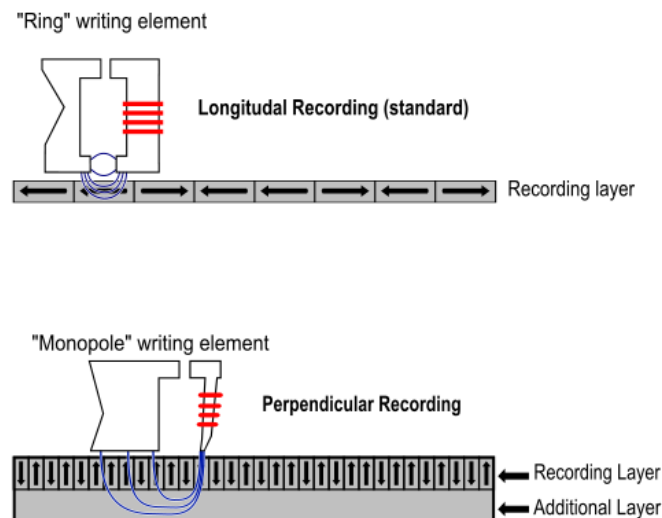 "Ring" writing element
Longitudal Recording (standard)
Recording layer
"Monopole" writing element
Perpendicular Recording
Recording Layer
Additional Layer